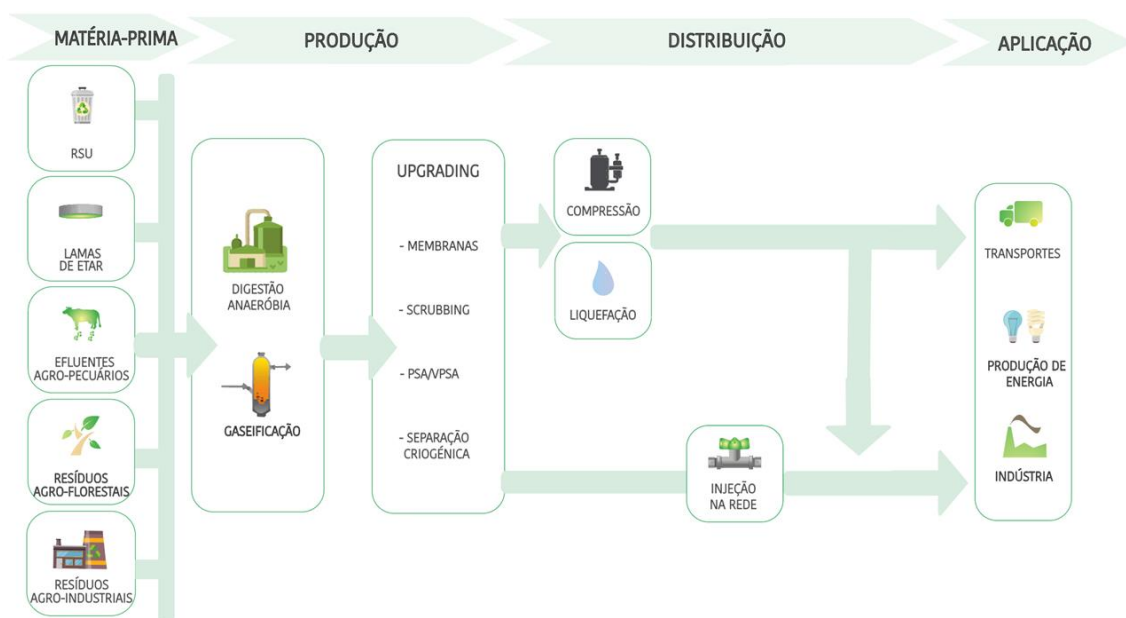 MATÉRIA-PRIMA
PRODUÇÃO
DISTRIBUIÇÃO
APLICAÇÃO
RSU
LAMAS
DE ETAR
EFLUENTES
AGRO-PECUÁRIOS
RESÍDUOS
AGRO-FLORESTAIS
RESÍDUOS
AGRO-INDUSTRIAIS
DIGESTÃO
ANAERÓBIA
GASEIFICAÇÃO
UPGRADING
- MEMBRANAS
- SCRUBBING
- PSA/VPSA
- SEPARAÇÃO
CRIOGÉNICA
COMPRESSÃO
LIQUEFAÇÃO
INJEÇÃO
NA REDE
TRANSPORTES
PRODUÇÃO DE
ENERGIA
INDÚSTRIA